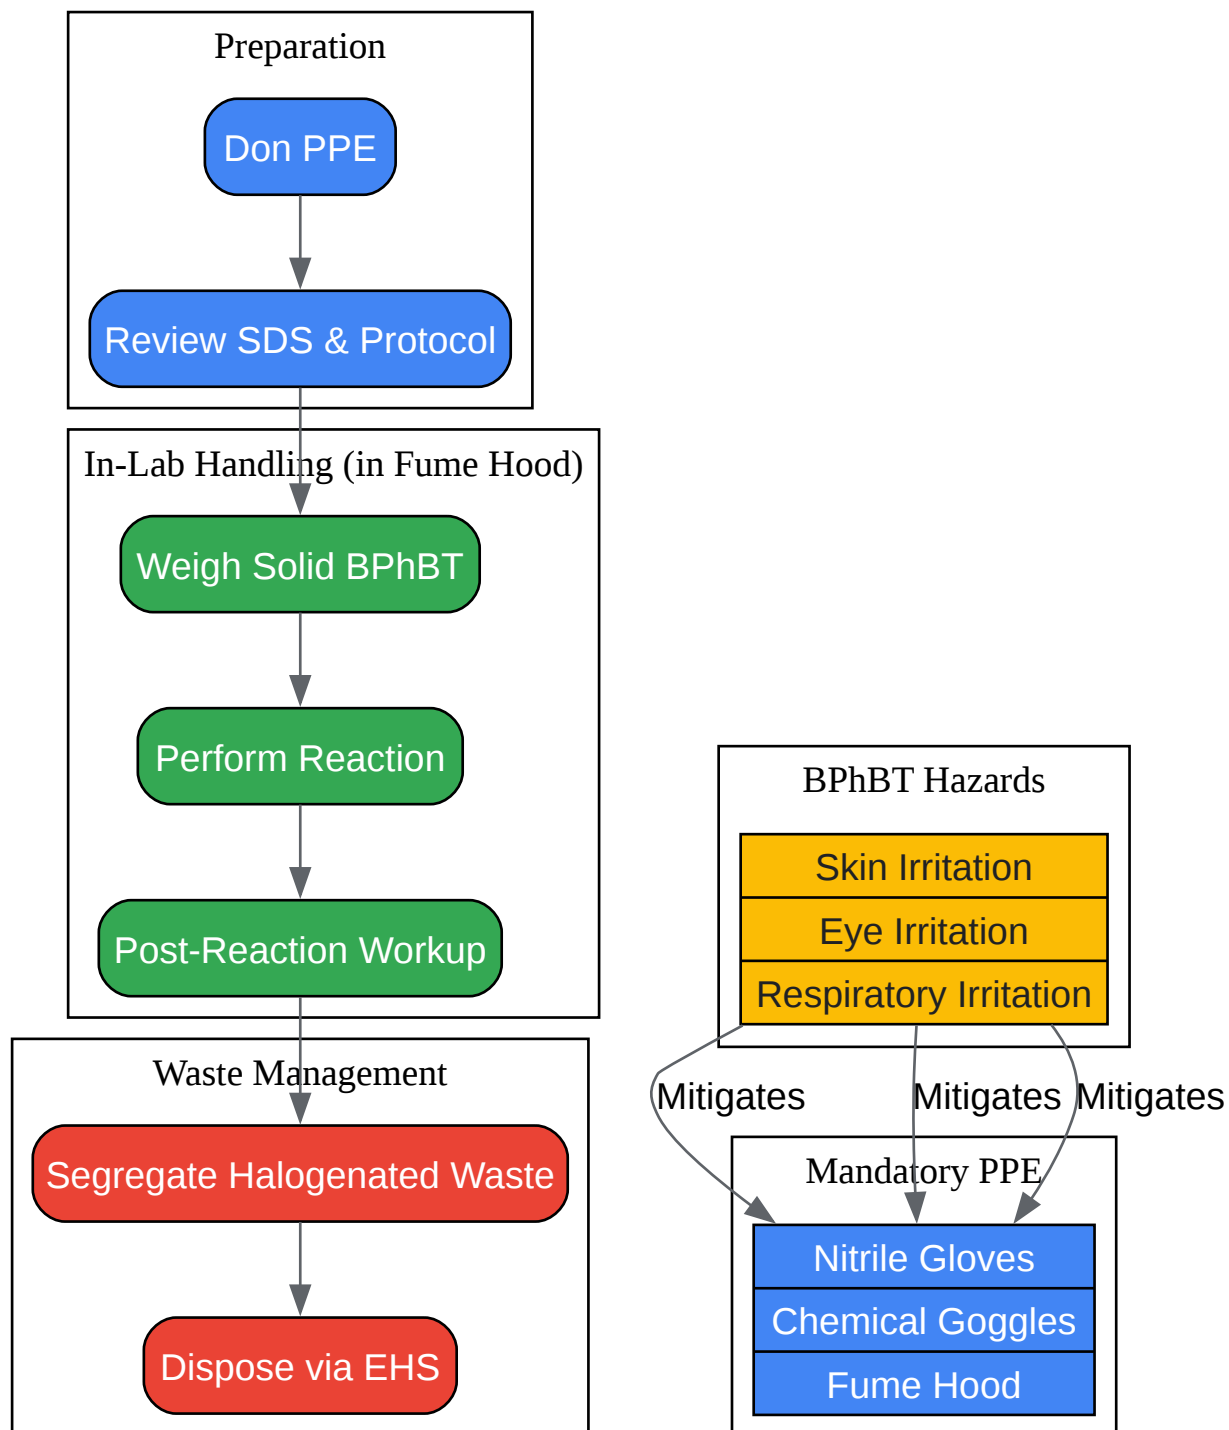 Preparation
Don PPE
Review SDS & Protocol
In-Lab Handling (in Fume Hood)
Weigh Solid BPhBT
Perform Reaction
Post-Reaction Workup
Waste Management
Segregate Halogenated Waste
Dispose via EHS
BPhBT Hazards
Skin Irritation
Eye Irritation
Respiratory Irritation
Mitigates
Mitigates
Mitigates
Mandatory PPE
Nitrile Gloves
Chemical Goggles
Fume Hood